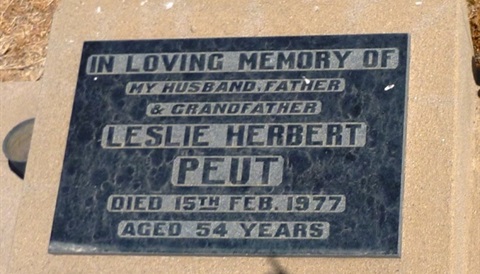 IN LOVING MEMORY OF
MY HUSBAND, FATHER
& GRANDFATHER
LESLIE HERBERT
PEUT
DIED 15TH FEB. 1977
AGED 54 YEARS